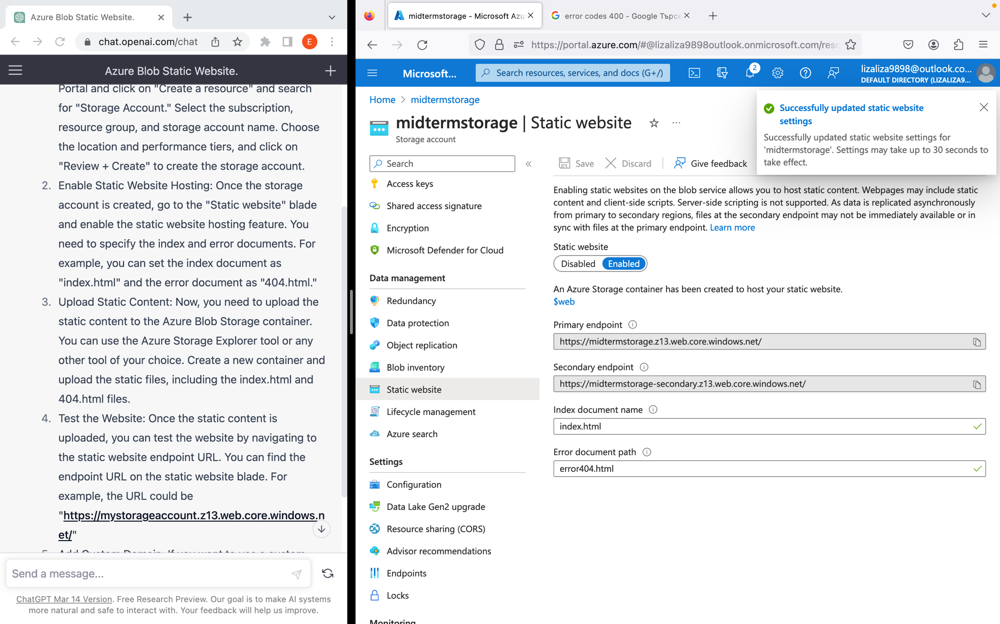 Azure Blob Static Website.
chat.openai.com/chat
E
Azure Blob Static Website.
Portal and click on "Create a resource" and search
for "Storage Account." Select the subscription,
resource group, and storage account name. Choose
the location and performance tiers, and click on
"Review + Create" to create the storage account.
2. Enable Static Website Hosting: Once the storage
account is created, go to the "Static website" blade
and enable the static website hosting feature. You
need to specify the index and error documents. For
example, you can set the index document as
"index.html" and the error document as "404.html."
3. Upload Static Content: Now, you need to upload the
static content to the Azure Blob Storage container.
You can use the Azure Storage Explorer tool or any
other tool of your choice. Create a new container and
upload the static files, including the index.html and
404.html files.
4. Test the Website: Once the static content is
uploaded, you can test the website by navigating to
the static website endpoint URL. You can find the
endpoint URL on the static website blade. For
example, the URL could be
"https://mystorageaccount.z13.web.core.windows.n
et/"
5. Add Custom Domain: If you want to use a custom
Send a message...
ChatGPT Mar 14 Version. Free Research Preview. Our goal is to make AI systems
more natural and safe to interact with. Your feedback will help us improve.
midtermstorage - Microsoft Azu
error codes 400 - Google Търсе
https://portal.azure.com/#@lizaliza9898outlook.onmicrosoft.com/reso
Microsoft...
Search resources, services, and docs (G+/)
2
lizaliza9898@outlook.co...
DEFAULT DIRECTORY (LIZALIZA9...
Home > midtermstorage
midtermstorage | Static website
Storage account
Successfully updated static website
settings
Successfully updated static website settings for
'midtermstorage'. Settings may take up to 30 seconds to
take effect.
Search
Access keys
Shared access signature
Encryption
Microsoft Defender for Cloud
Data management
Redundancy
Data protection
Object replication
Blob inventory
Static website
Lifecycle management
Azure search
Settings
Configuration
Data Lake Gen2 upgrade
Resource sharing (CORS)
Advisor recommendations
Endpoints
Locks
Monitoring
Save
Discard
Give feedback
Enabling static websites on the blob service allows you to host static content. Webpages may include static
content and client-side scripts. Server-side scripting is not supported. As data is replicated asynchronously
from primary to secondary regions, files at the secondary endpoint may not be immediately available or in
sync with files at the primary endpoint. Learn more
Static website
Disabled Enabled
An Azure Storage container has been created to host your static website.
$web
Primary endpoint
https://midtermstorage.z13.web.core.windows.net/
Secondary endpoint
https://midtermstorage-secondary.z13.web.core.windows.net/
Index document name
index.html
Error document path
error404.html